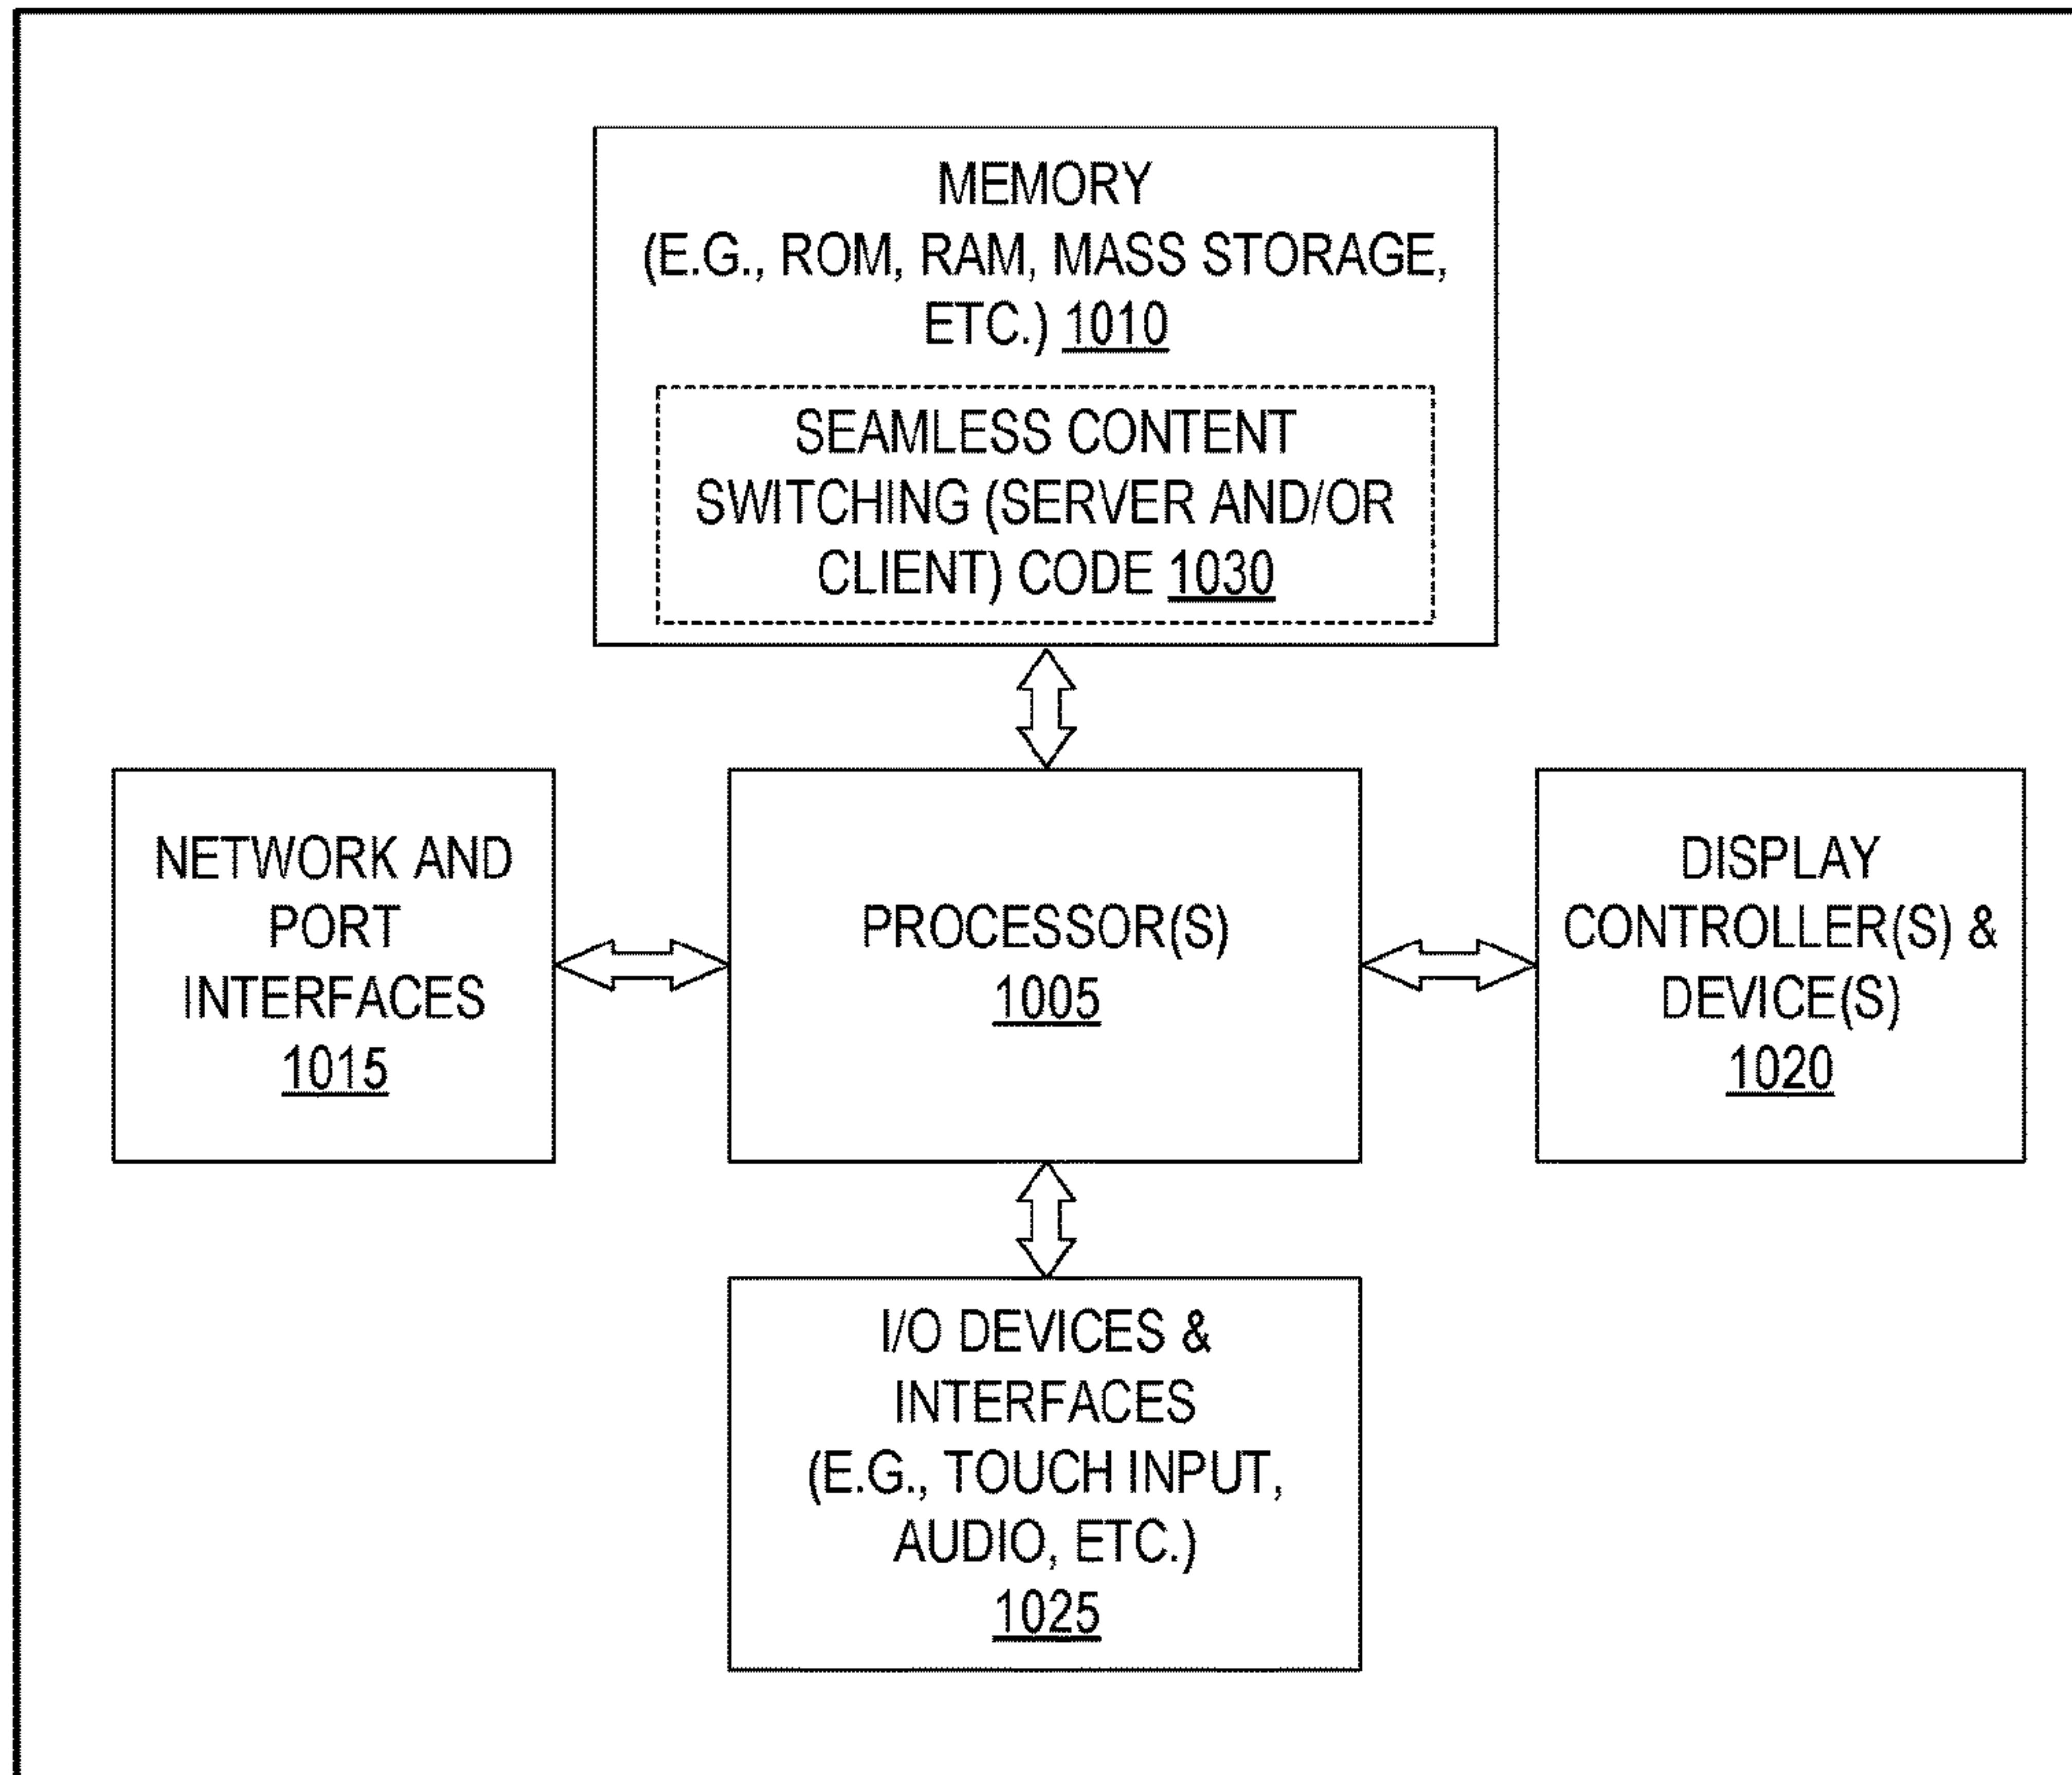 MEMORY
(E.G., ROM, RAM, MASS STORAGE,
ETC.) 1010
SEAMLESS CONTENT
SWITCHING (SERVER AND/OR
CLIENT) CODE 1030
NETWORK AND
PORT
INTERFACES
1015
PROCESSOR(S)
1005
DISPLAY
CONTROLLER(S) &
DEVICE(S)
1020
I/O DEVICES &
INTERFACES
(E.G., TOUCH INPUT,
AUDIO, ETC.)
1025